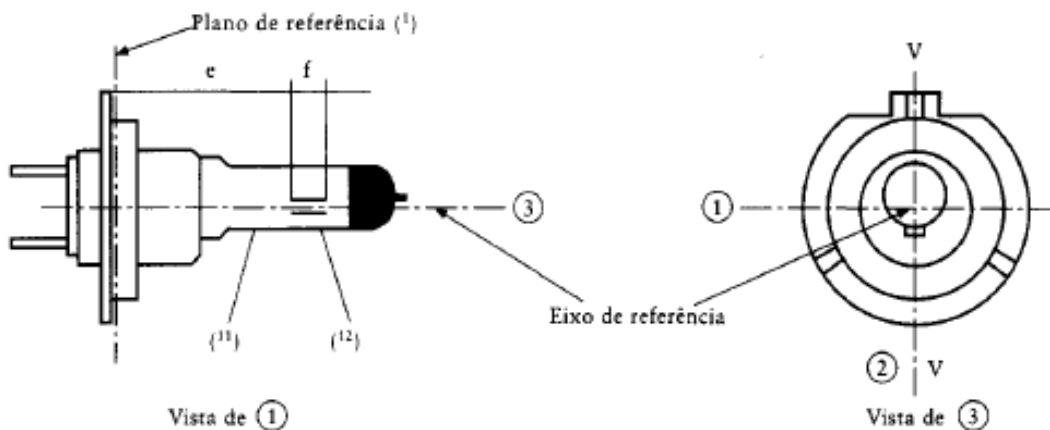 Plano de referência (¹)
e
f
V
③
①
Eixo de referência
(¹¹)
(¹²)
② V
Vista de ①
Vista de ③